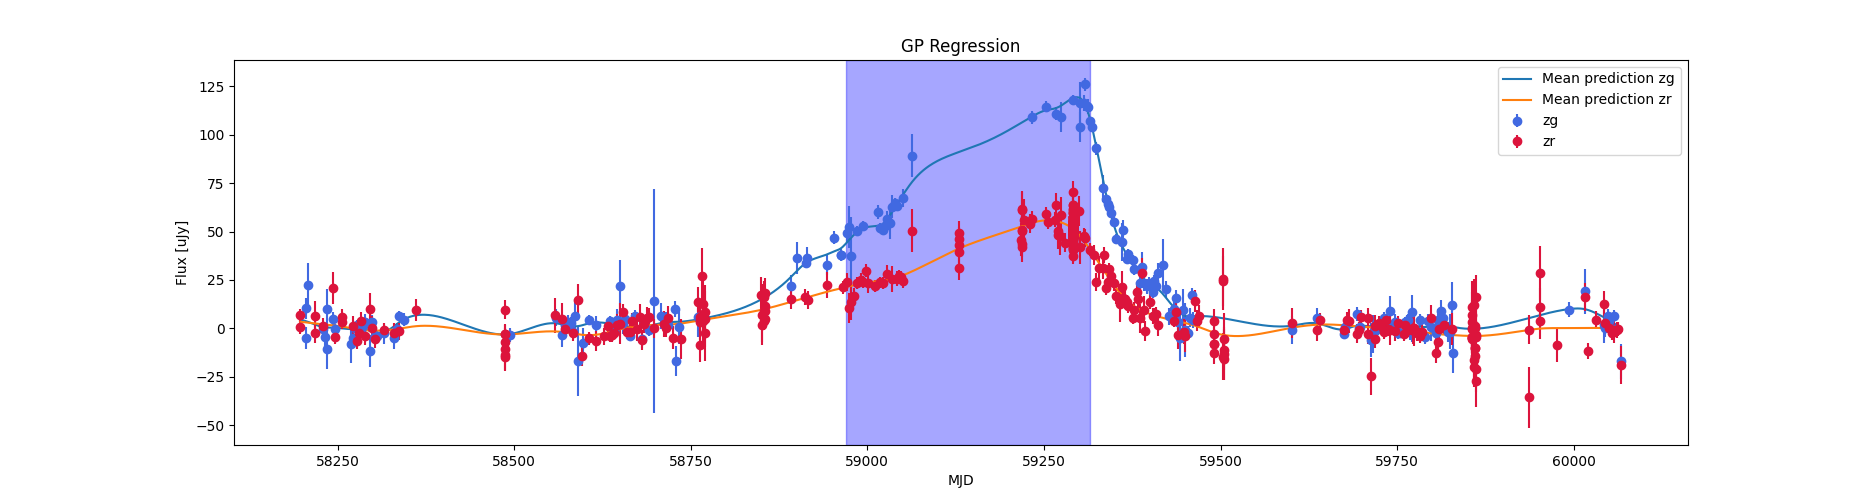 GP Regression
Flux [uJy]
125
100
75
50
25
0
−25
−50
58250 58500 58750 59000 59250 59500 59750 60000
MJD
Mean prediction zg
Mean prediction zr
zg
zr